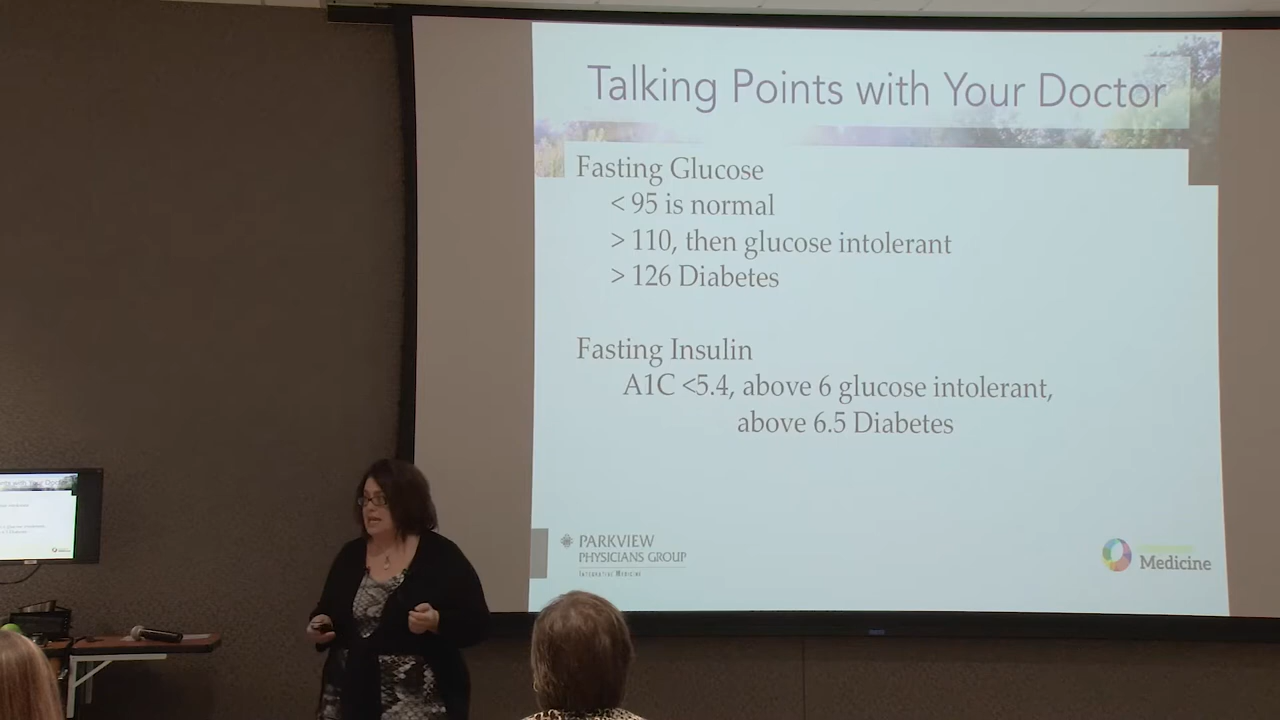 Talking Points with Your Doctor
Fasting Glucose
< 95 is normal
> 110, then glucose intolerant
> 126 Diabetes
Fasting Insulin
A1C <5.4, above 6 glucose intolerant,
above 6.5 Diabetes
PARKVIEW
PHYSICIANS GROUP
INTEGRATIVE MEDICINE
Medicine